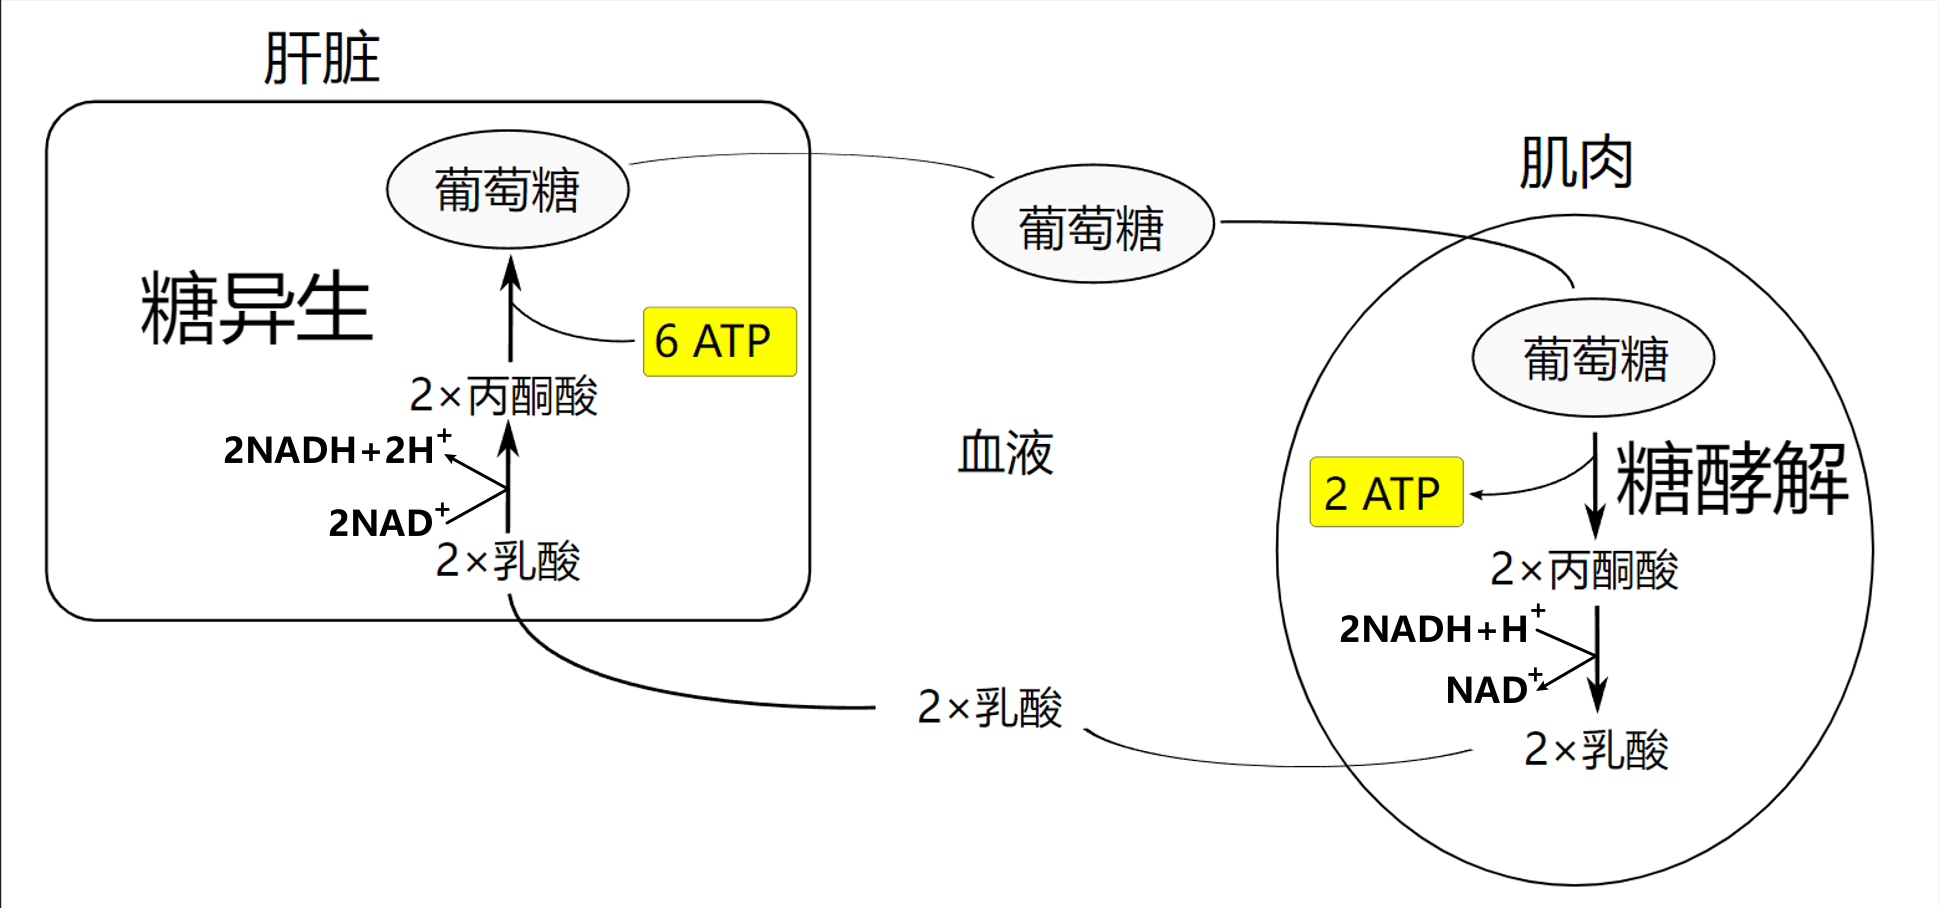 肝脏
葡萄糖
糖异生
6 ATP
2×丙酮酸
2NADH+2H⁺
2NAD⁺
2×乳酸
葡萄糖
血液
2×乳酸
肌肉
葡萄糖
糖酵解
2 ATP
2×丙酮酸
2NADH+H⁺
NAD⁺
2×乳酸